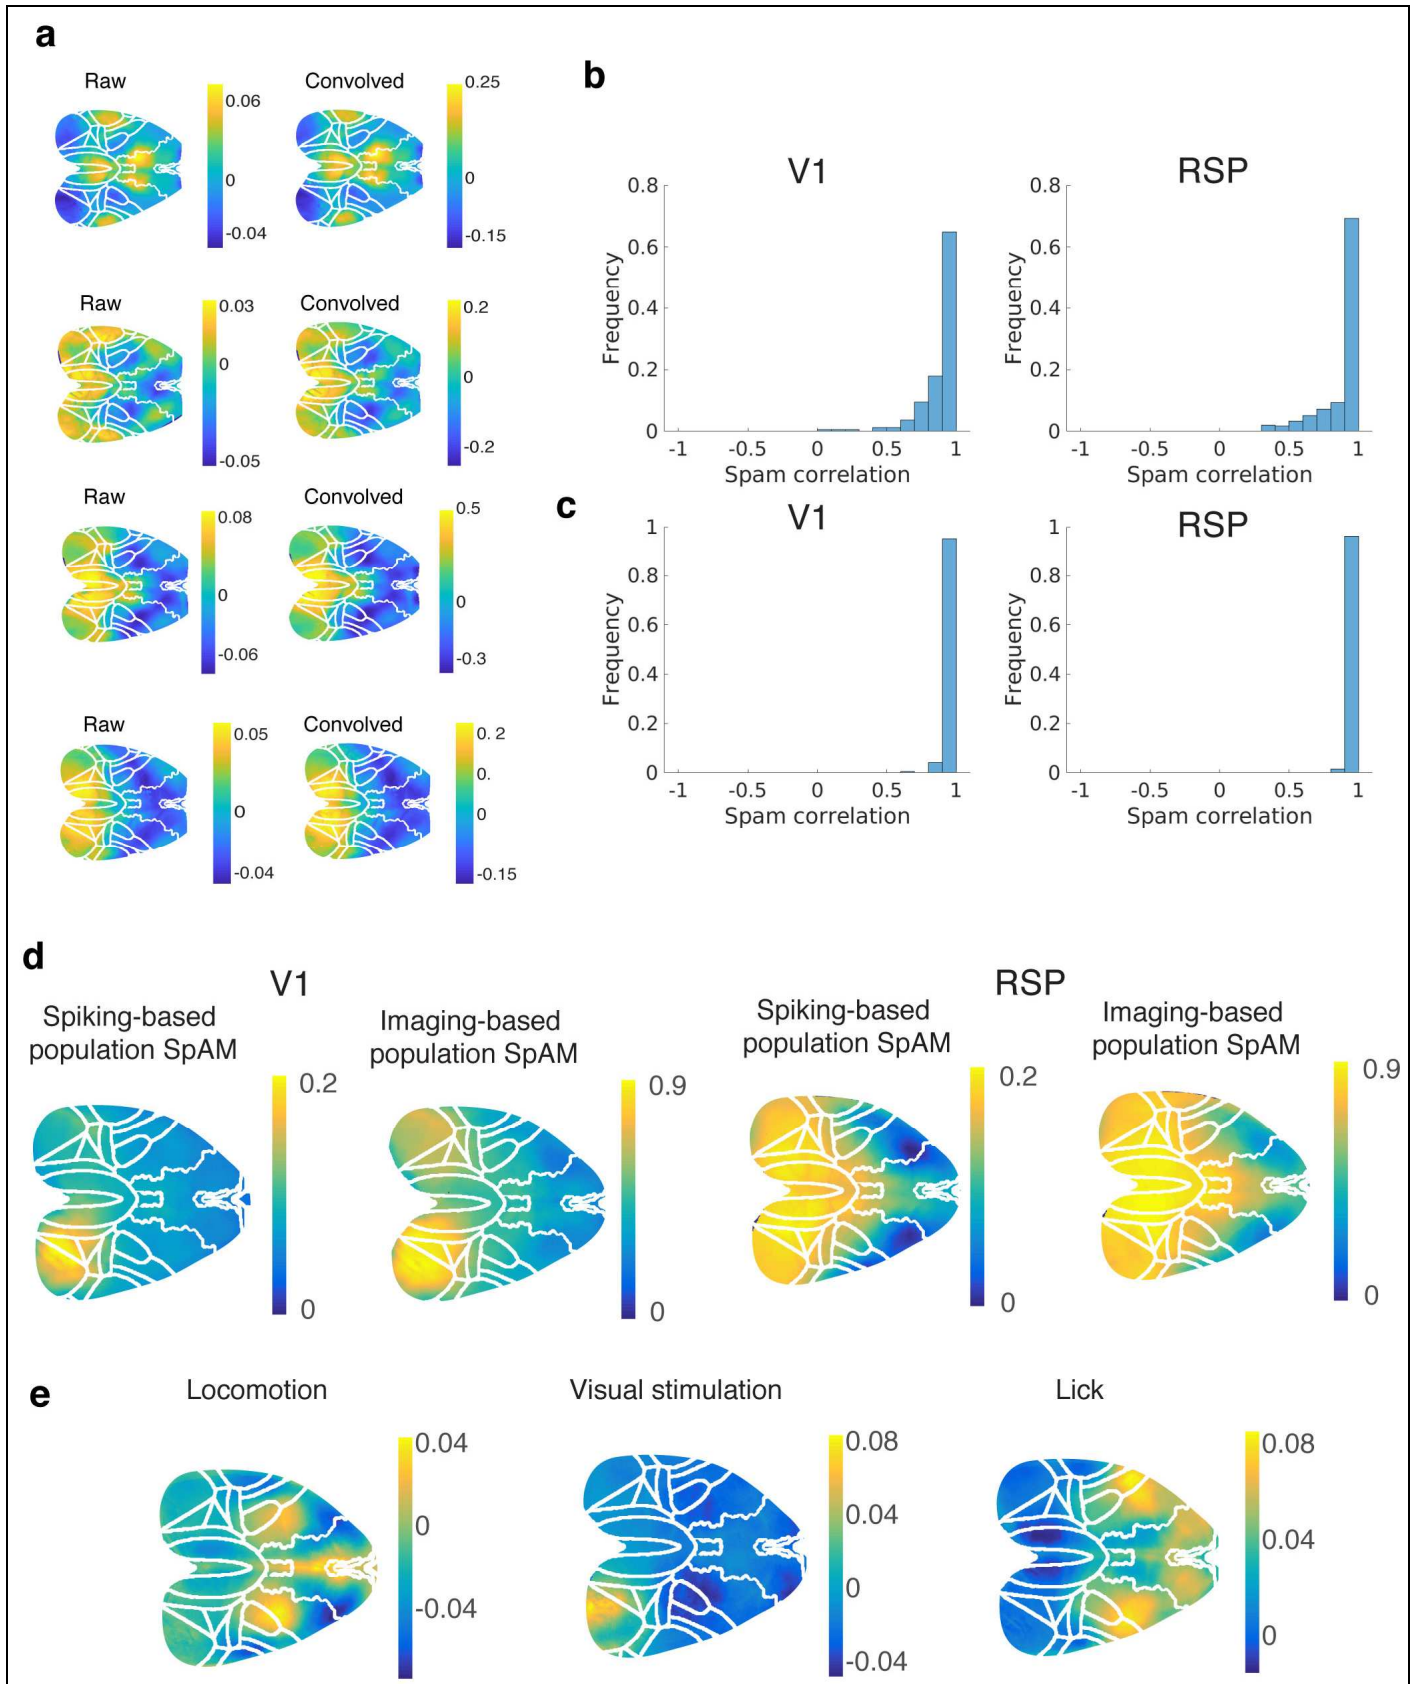 a
Raw
Convolved
0.06
0
-0.04
0.25
0
-0.15
Raw
Convolved
0.03
0
-0.05
0.2
0
-0.2
Raw
Convolved
0.08
0
-0.06
0.5
0
-0.3
Raw
Convolved
0.05
0
-0.04
0. 2
0.
0
-0.15
b
V1
0.8
0.6
0.4
0.2
0
Frequency
-1 -0.5 0 0.5 1
Spam correlation
RSP
0.8
0.6
0.4
0.2
0
Frequency
-1 -0.5 0 0.5 1
Spam correlation
c
V1
1
0.8
0.6
0.4
0.2
0
Frequency
-1 -0.5 0 0.5 1
Spam correlation
RSP
1
0.8
0.6
0.4
0.2
0
Frequency
-1 -0.5 0 0.5 1
Spam correlation
d
V1
Spiking-based
population SpAM
0.2
0
Imaging-based
population SpAM
0.9
0
RSP
Spiking-based
population SpAM
0.2
0
Imaging-based
population SpAM
0.9
0
e
Locomotion
0.04
0
-0.04
Visual stimulation
0.08
0.04
0
-0.04
Lick
0.08
0.04
0